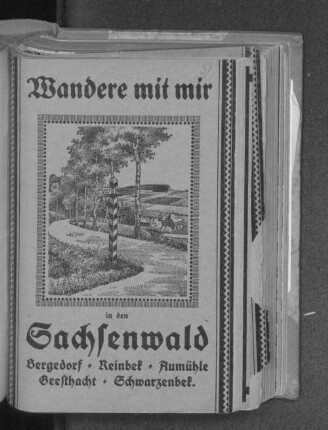 Wandere mit mir
in den
Sachsenwald
Bergedorf · Reinbek · Aumühle
Geesthacht · Schwarzenbek.